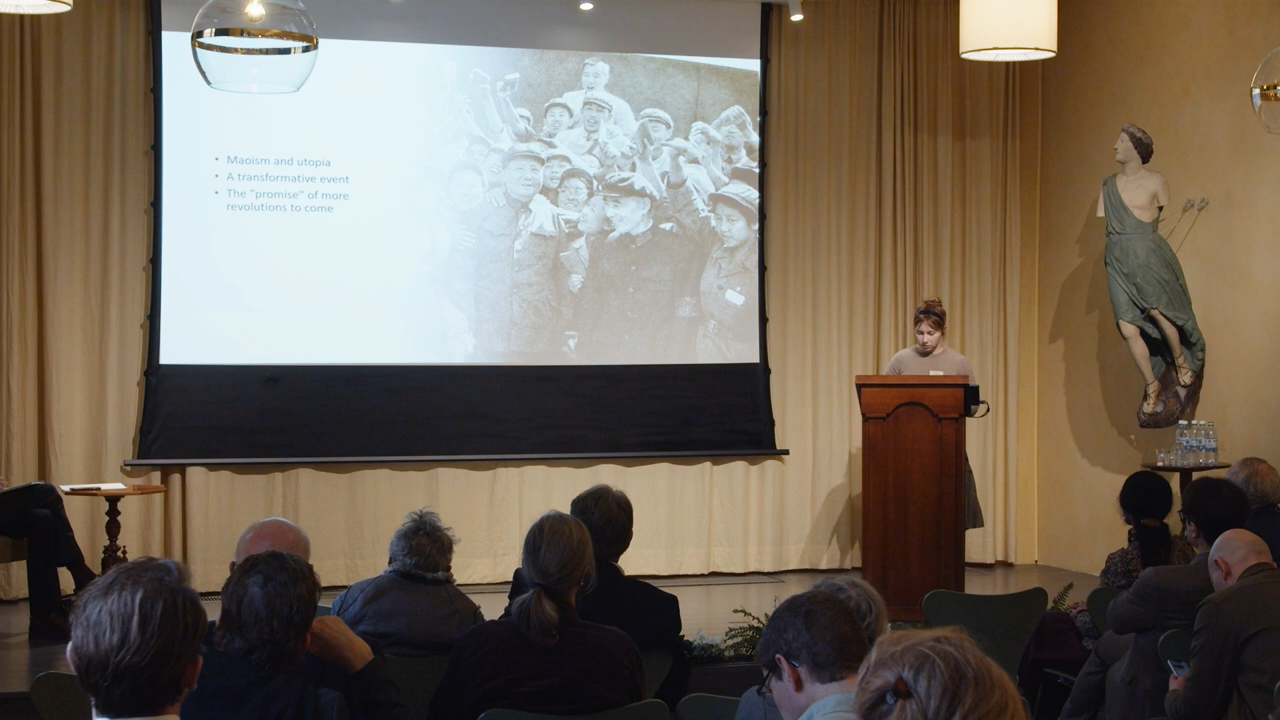 • Maoism and utopia
• A transformative event
• The "promise" of more
revolutions to come